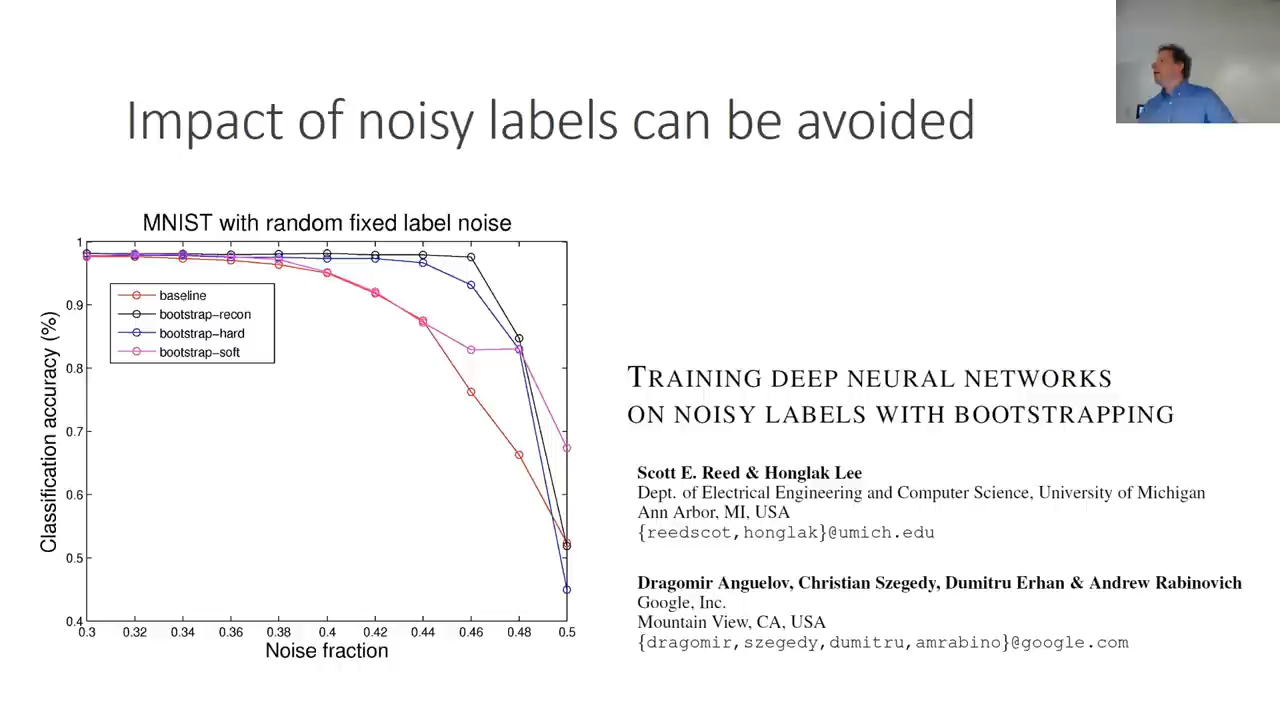 Impact of noisy labels can be avoided
MNIST with random fixed label noise
Classification accuracy (%)
1
0.9
0.8
0.7
0.6
0.5
0.4
baseline
bootstrap-recon
bootstrap-hard
bootstrap-soft
0.3 0.32 0.34 0.36 0.38 0.4 0.42 0.44 0.46 0.48 0.5
Noise fraction
TRAINING DEEP NEURAL NETWORKS
ON NOISY LABELS WITH BOOTSTRAPPING
Scott E. Reed & Honglak Lee
Dept. of Electrical Engineering and Computer Science, University of Michigan
Ann Arbor, MI, USA
{reedscot,honglak}@umich.edu
Dragomir Anguelov, Christian Szegedy, Dumitru Erhan & Andrew Rabinovich
Google, Inc.
Mountain View, CA, USA
{dragomir,szegedy,dumitru,amrabino}@google.com